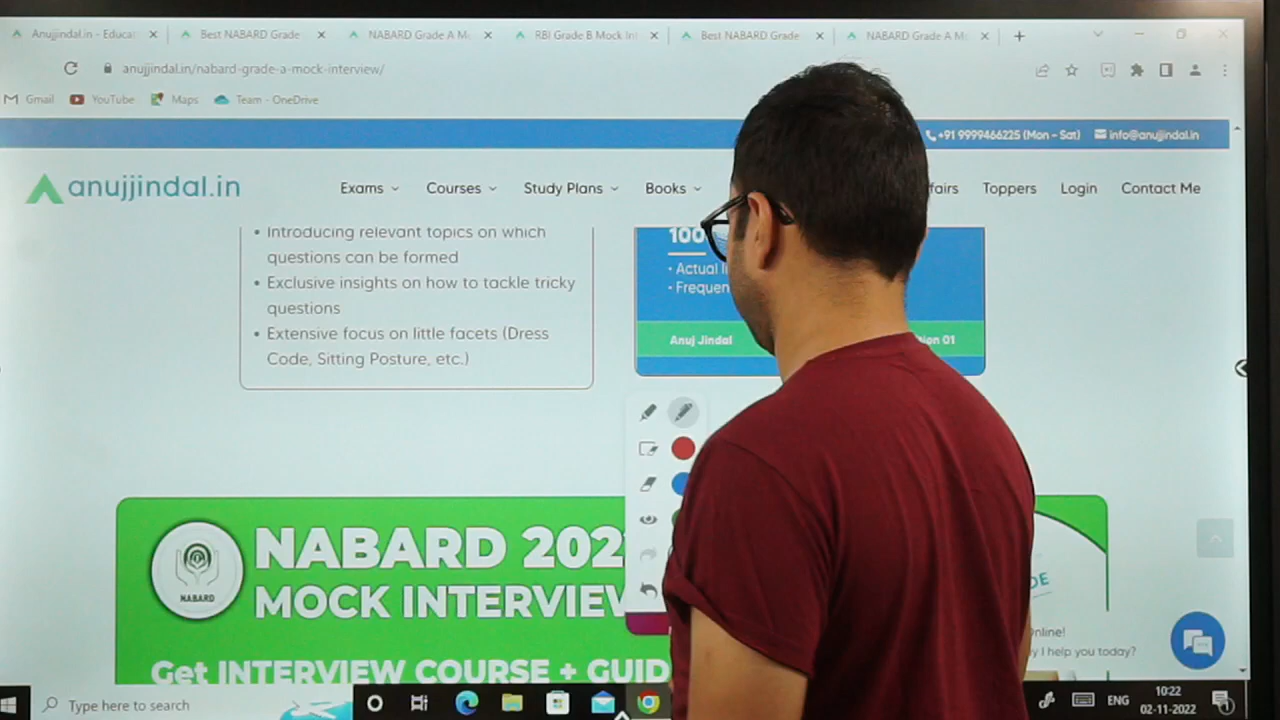 Anujjindal.in - Educat
Best NABARD Grade
NABARD Grade A Mo
RBI Grade B Mock Int
Best NABARD Grade
NABARD Grade A Mo
anujjindal.in/nabard-grade-a-mock-interview/
Gmail
YouTube
Maps
Team - OneDrive
+91 9999466225 (Mon - Sat)
info@anujjindal.in
anujjindal.in
Exams
Courses
Study Plans
Books
fairs
Toppers
Login
Contact Me
• Introducing relevant topics on which
questions can be formed
• Exclusive insights on how to tackle tricky
questions
• Extensive focus on little facets (Dress
Code, Sitting Posture, etc.)
100
• Actual I
• Frequen
Anuj Jindal
ion 01
NABARD
NABARD 202
MOCK INTERVIEW
Get INTERVIEW COURSE + GUID
DE
nline!
y I help you today?
Type here to search
ENG
10:22
02-11-2022